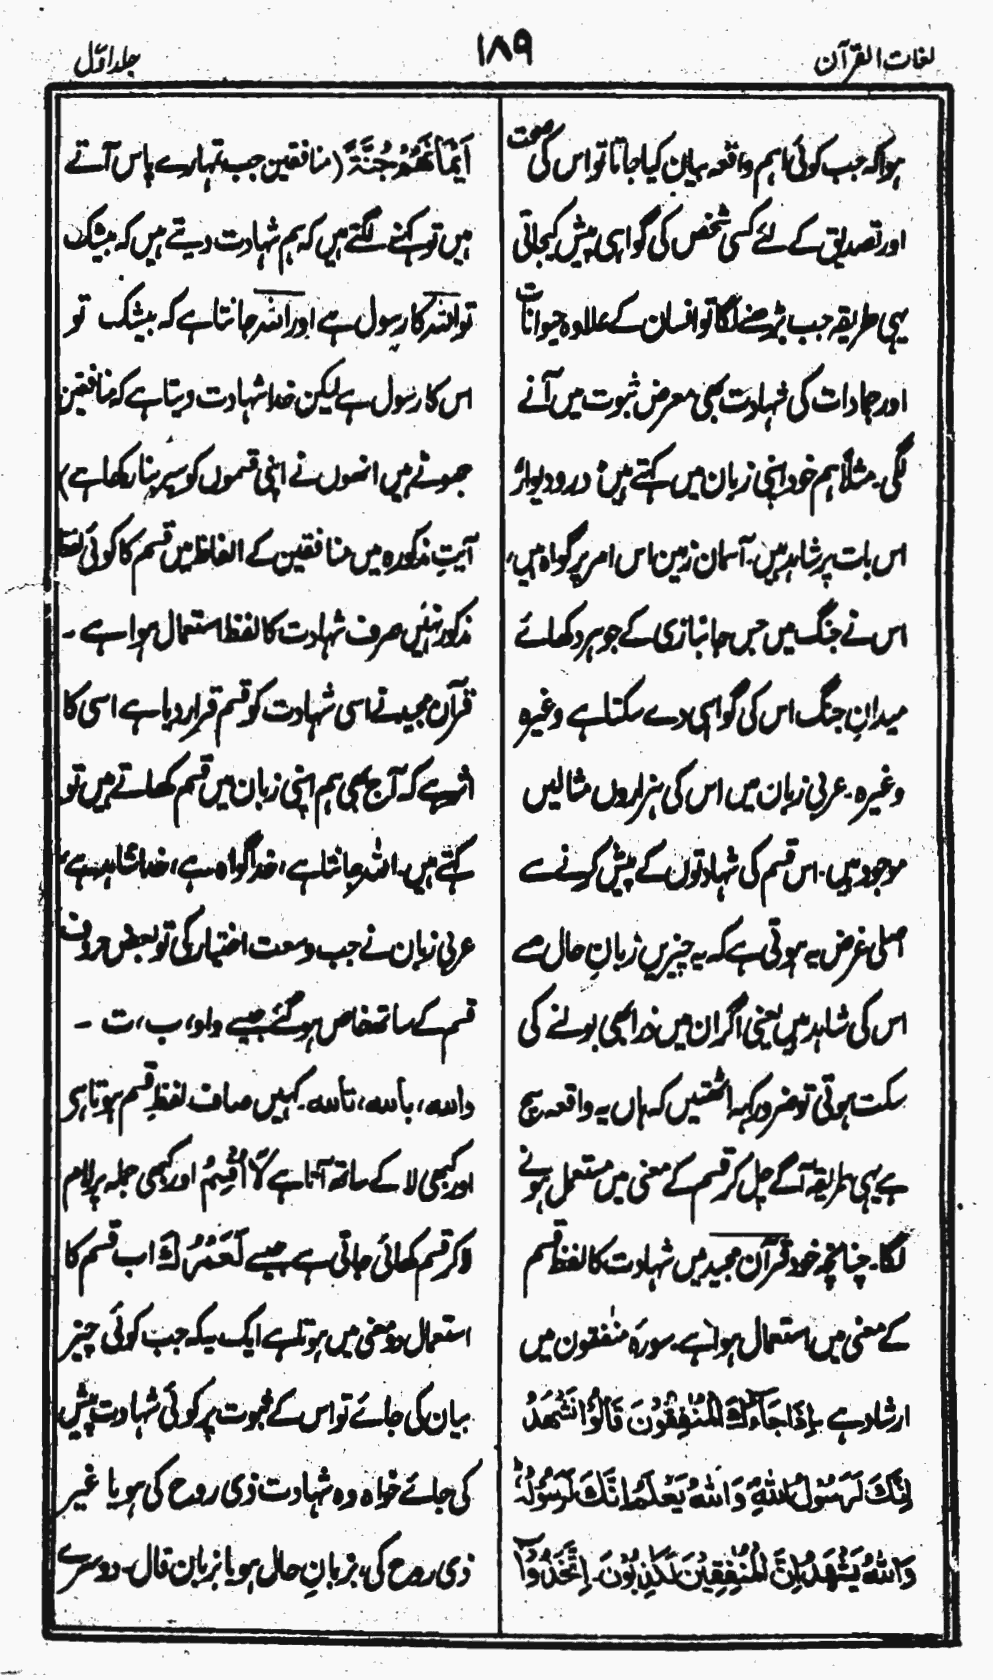 لغات القرآن
۱۸۹
جلد اوّل
ہوا کہ جب کوئی اہم واقعہ بیان کیا جاتا تو اس کی صوت
اور تصدیق کے لئے کسی شخص کی گواہی پیش کیجاتی
یہی طریقہ جب بڑھنے لگا تو انسان کے علاوہ حیوانات
اور جمادات کی شہادت بھی معرض ثبوت میں آنے
لگی۔ مثلاً ہم خود اپنی زبان میں کہتے ہیں در و دیوار
اس بات پر شاہد ہیں۔ آسمان زمین اس امر پر گواہ ہیں،
اس نے جنگ میں جس جانبازی کے جوہر دکھائے
میدانِ جنگ اس کی گواہی دے سکتا ہے وغیرہ
وغیرہ۔ عربی زبان میں اس کی ہزاروں مثالیں
موجود ہیں۔ اس قسم کی شہادتوں کے پیش کرنے سے
اصلی غرض یہ ہوتی ہے کہ یہ چیزیں زبانِ حال سے
اس کی شاہد ہیں یعنی اگر ان میں ذرا بھی بولنے کی
سکت ہوتی تو ضرور کہہ اٹھتیں کہ ہاں یہ واقعہ سچ
ہے یہی طریقہ آگے چل کر قسم کے معنی میں مستعمل ہونے
لگا۔ چنانچہ خود قرآن مجید میں شہادت کا لفظ قسم
کے معنی میں استعمال ہوا ہے۔ سورہ منٰفقون میں
ارشاد ہے۔ اِذَا جَآءَكَ الْمُنٰفِقُوْنَ قَالُوْا نَشْهَدُ
اِنَّكَ لَرَسُوْلُ اللّٰهِ وَاللّٰهُ يَعْلَمُ اِنَّكَ لَرَسُوْلُهٗ
وَاللّٰهُ يَشْهَدُ اِنَّ الْمُنٰفِقِيْنَ لَكٰذِبُوْنَ۔ اِتَّخَذُوْٓا
اَيْمَانَهُمْ جُنَّةً (منافقین جب تمہارے پاس آتے
ہیں تو کہنے لگتے ہیں کہ ہم شہادت دیتے ہیں کہ بیشک
تو اللہ کا رسول ہے اور اللہ جانتا ہے کہ بیشک تو
اس کا رسول ہے لیکن خدا شہادت دیتا ہے کہ منافقین
جھوٹے ہیں انھوں نے اپنی قسموں کو سپر بنا رکھا ہے)
آیتِ مذکورہ میں منافقین کے الفاظ میں قسم کا کوئی لفظ
مذکور نہیں صرف شہادت کا لفظ استعمال ہوا ہے ۔
قرآن مجید نے اسی شہادت کو قسم قرار دیا ہے اسی کا
اثر ہے کہ آج بھی ہم اپنی زبان میں قسم کھاتے ہیں تو
کہتے ہیں۔ اللہ جانتا ہے، خدا گواہ ہے، خدا شاہد ہے،
عربی زبان نے جب وسعت اختیار کی تو بعض حروف
قسم کے ساتھ خاص ہو گئے جیسے واو، ب، ت ۔
واللہ، باللہ، تاللہ۔ کہیں صاف لفظِ قسم ہوتا ہی
اور کبھی لا کے ساتھ آتا ہے لَآ اُقْسِمُ اور کبھی جملہ پر لام
لا کر قسم کھائی جاتی ہے جیسے لَعَمْرُكَ اب قسم کا
استعمال دو معنی میں ہوتا ہے ایک یہ کہ جب کوئی چیز
بیان کی جائے تو اس کے ثبوت پر کوئی شہادت پیش
کی جائے خواہ وہ شہادت ذی روح کی ہو یا غیر
ذی روح کی، بزبانِ حال ہو یا بزبان قال۔ دوسرے